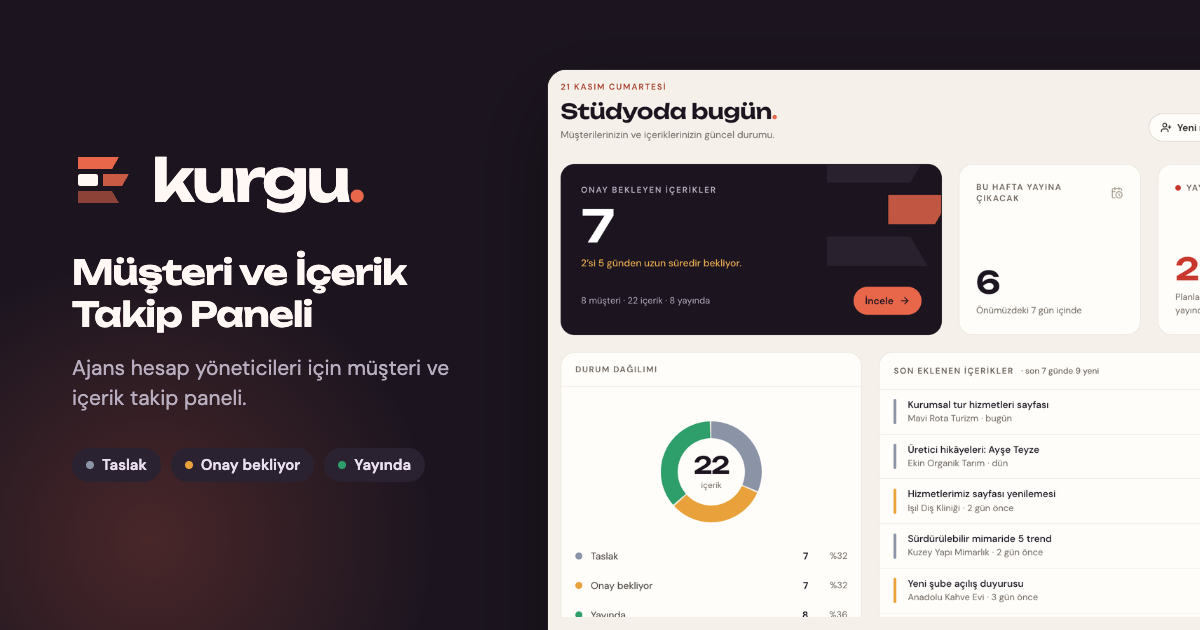 kurgu.
Müşteri ve İçerik
Takip Paneli
Ajans hesap yöneticileri için müşteri ve
içerik takip paneli.
Taslak
Onay bekliyor
Yayında
21 KASIM CUMARTESİ
Stüdyoda bugün.
Müşterilerinizin ve içeriklerinizin güncel durumu.
Yeni
ONAY BEKLEYEN İÇERİKLER
7
2'si 5 günden uzun süredir bekliyor.
8 müşteri · 22 içerik · 8 yayında
İncele
BU HAFTA YAYINA
ÇIKACAK
6
Önümüzdeki 7 gün içinde
2
DURUM DAĞILIMI
22
içerik
Taslak 7 %32
Onay bekliyor 7 %32
Yayında 8 %36
SON EKLENEN İÇERİKLER · son 7 günde 9 yeni
Kurumsal tur hizmetleri sayfası
Mavi Rota Turizm · bugün
Üretici hikâyeleri: Ayşe Teyze
Ekin Organik Tarım · dün
Hizmetlerimiz sayfası yenilemesi
Işıl Diş Kliniği · 2 gün önce
Sürdürülebilir mimaride 5 trend
Kuzey Yapı Mimarlık · 2 gün önce
Yeni şube açılış duyurusu
Anadolu Kahve Evi · 3 gün önce